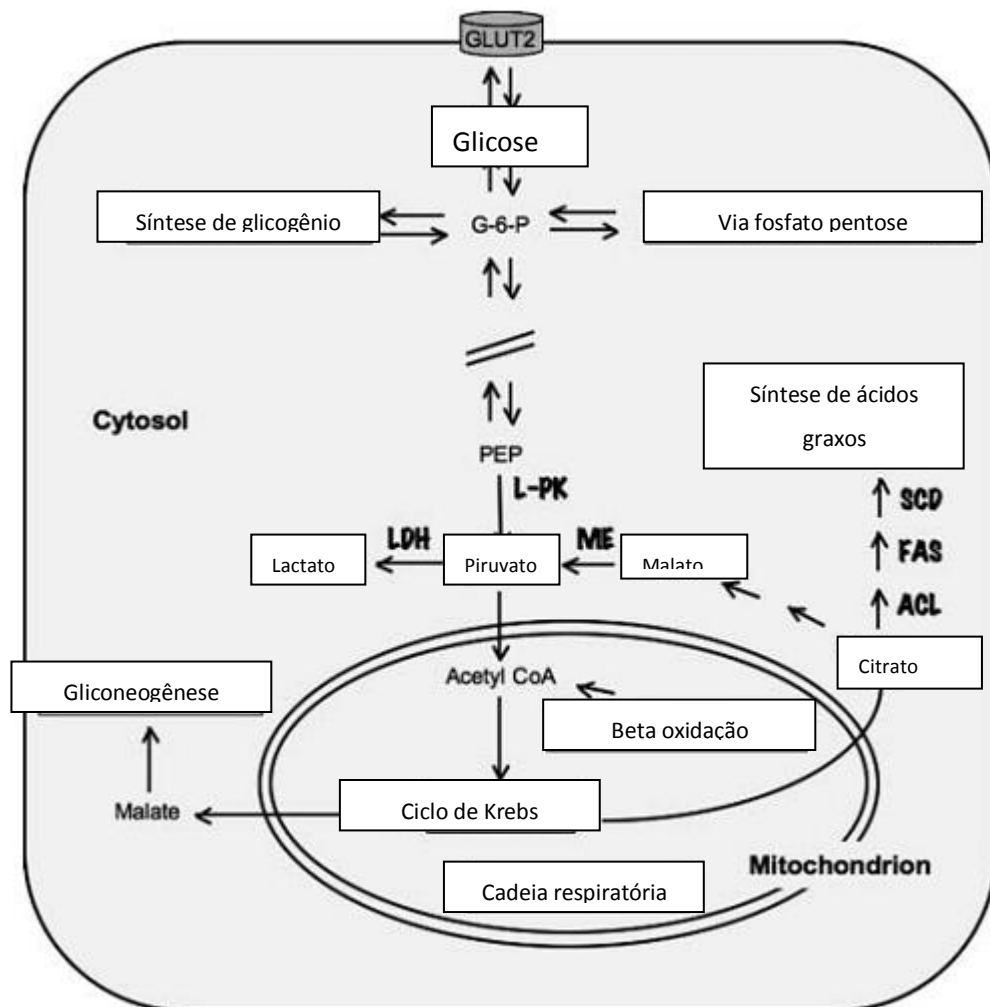 GLUT2
Glicose
Síntese de glicogênio
G-6-P
Via fosfato pentose
Síntese de ácidos
graxos
Cytosol
PEP
L-PK
SCD
LDH
ME
FAS
Lactato
Piruvato
Malato
ACL
Citrato
Acetyl CoA
Gliconeogênese
Beta oxidação
Malate
Ciclo de Krebs
Mitochondrion
Cadeia respiratória